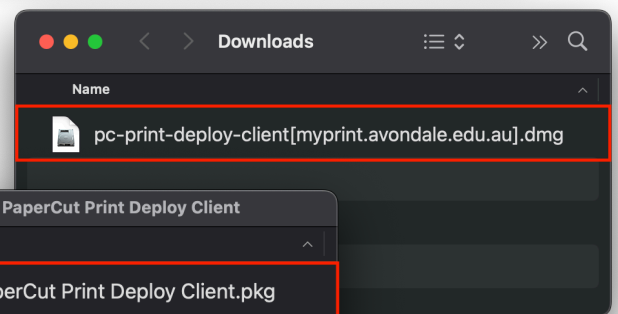 Downloads
Name
pc-print-deploy-client[myprint.avondale.edu.au].dmg
PaperCut Print Deploy Client
perCut Print Deploy Client.pkg